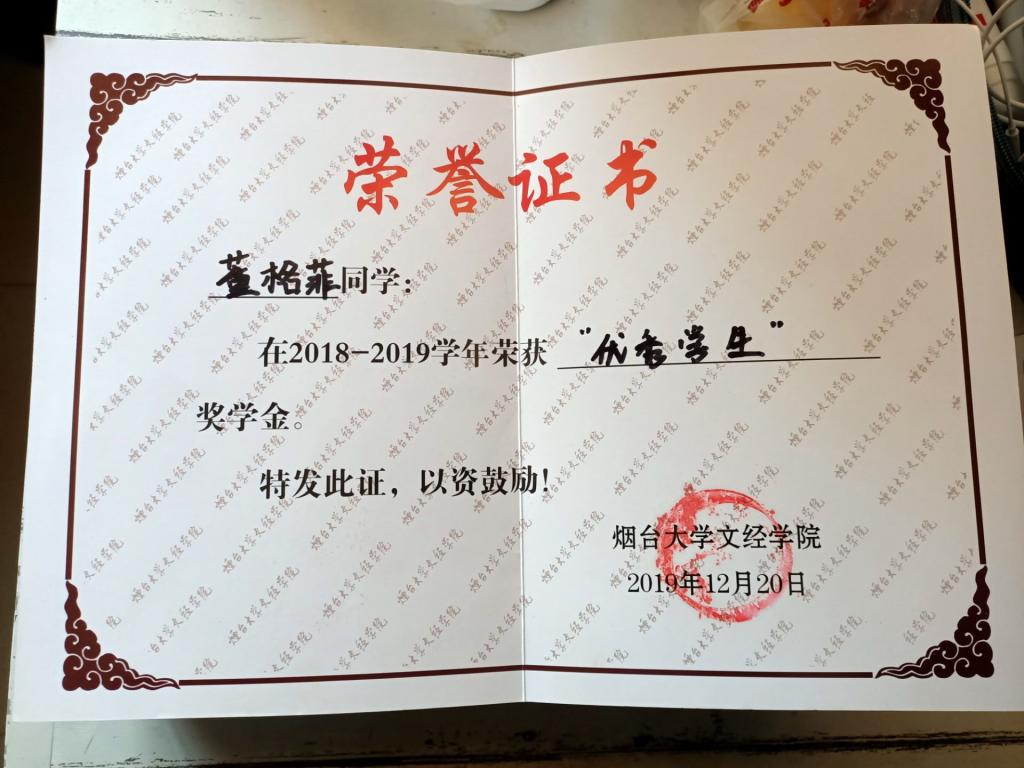 荣誉证书
董格菲同学：
在2018-2019学年荣获 “优秀学生”
奖学金。
特发此证，以资鼓励！
烟台大学文经学院
2019年12月20日